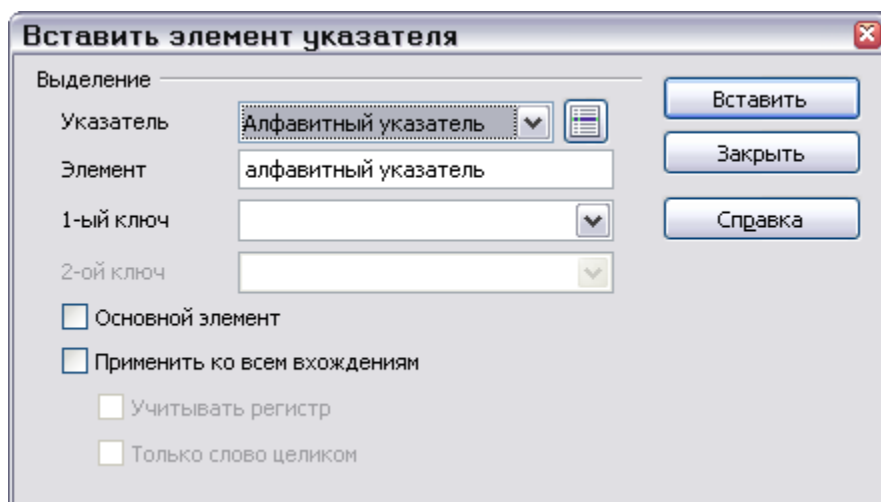 Вставить элемент указателя
Выделение
Указатель Алфавитный указатель
Элемент алфавитный указатель
1-ый ключ
2-ой ключ
Основной элемент
Применить ко всем вхождениям
Учитывать регистр
Только слово целиком
Вставить
Закрыть
Справка